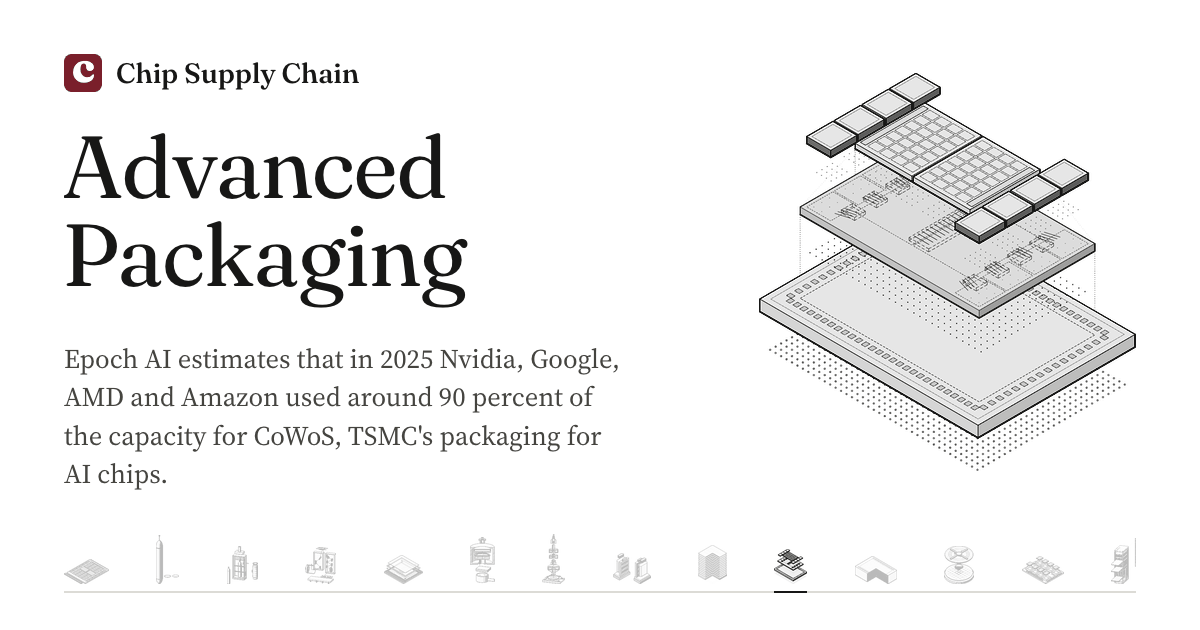 Chip Supply Chain
Advanced
Packaging
Epoch AI estimates that in 2025 Nvidia, Google,
AMD and Amazon used around 90 percent of
the capacity for CoWoS, TSMC's packaging for
AI chips.